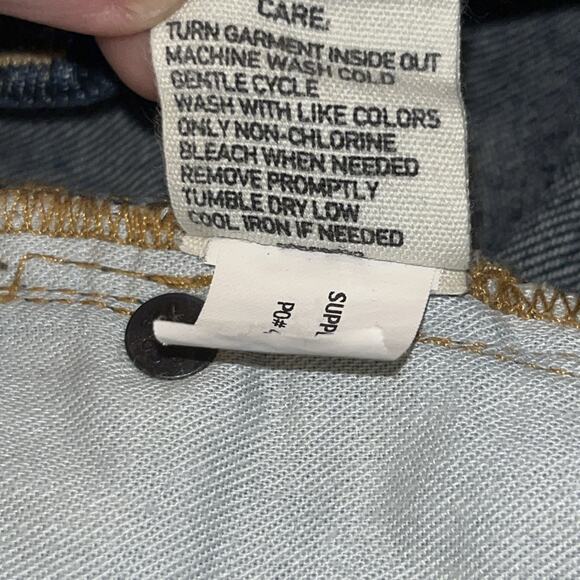 CARE:
TURN GARMENT INSIDE OUT
MACHINE WASH COLD
GENTLE CYCLE
WASH WITH LIKE COLORS
ONLY NON-CHLORINE
BLEACH WHEN NEEDED
REMOVE PROMPTLY
TUMBLE DRY LOW
COOL IRON IF NEEDED
SUPPL
PO#